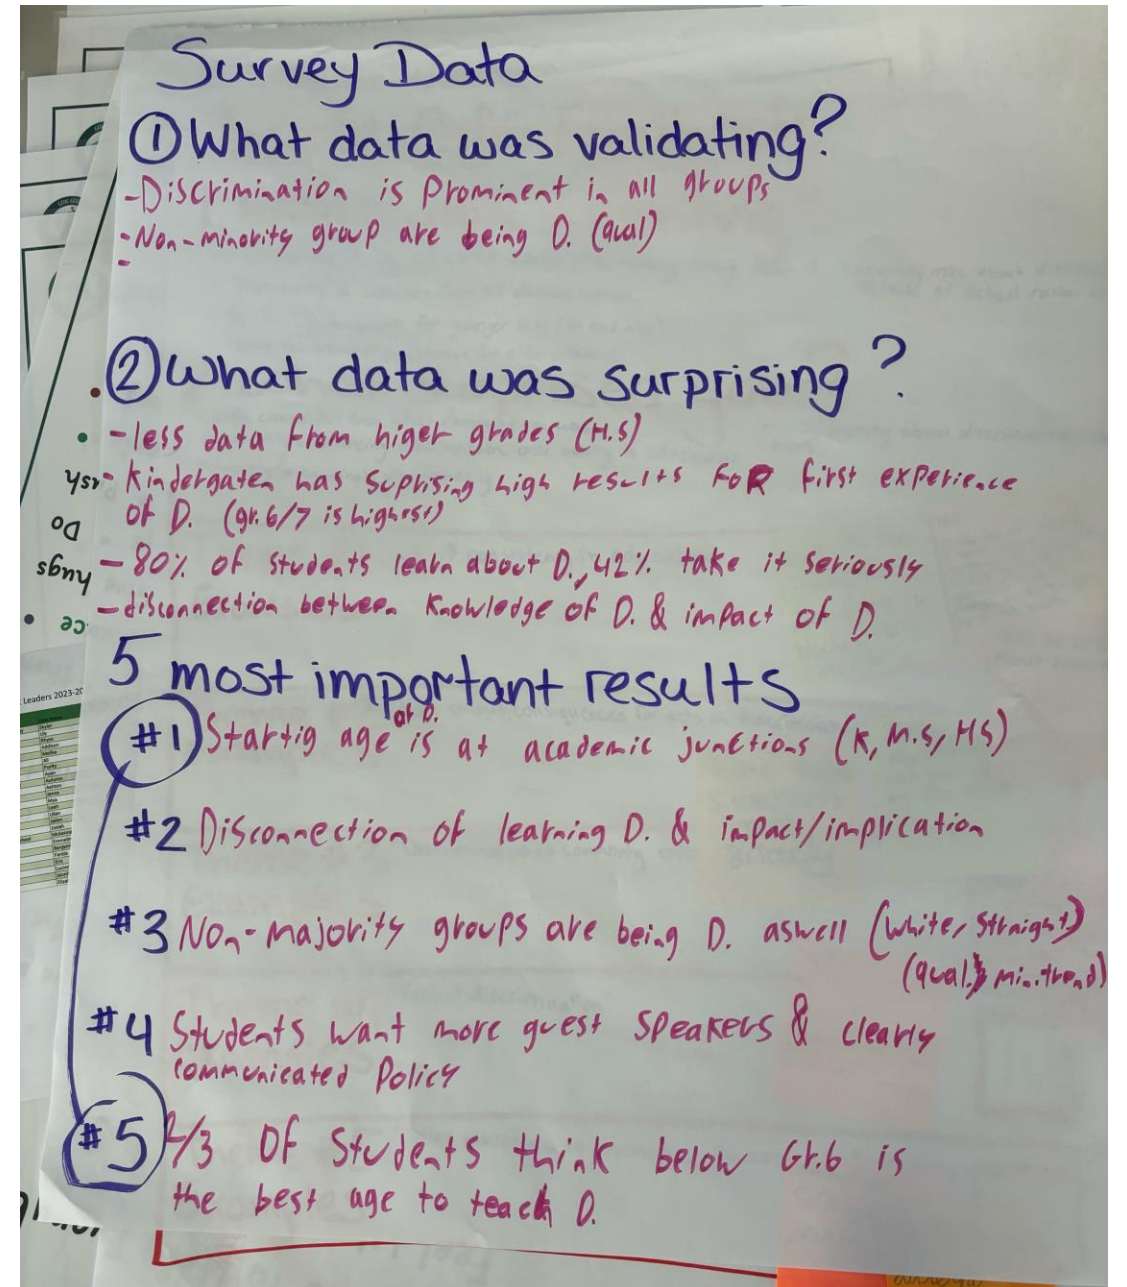 Survey Data
① What data was validating?
- Discrimination is Prominent in all groups
- Non-minority group are being D. (qual)
-
② What data was surprising?
- less data from higer grades (H.S)
- Kindergaten has suprising high results FOR first experience
of D. (gr. 6/7 is highest)
- 80% of students learn about D., 42% take it seriously
- disconnection between Knowledge of D. & impact of D.
5 most important results
of D.
#1 Startig age is at academic junctions (K, M.S, HS)
#2 Disconnection of learning D. & impact/implication
#3 Non-majority groups are being D. aswell (white, straight)
(qual.} min. trend)
#4 Students want more guest speakers & clearly
communicated Policy
#5 2/3 of Students think below Gr.6 is
the best age to teach D.
Do
hugs
Leaders 2023-20